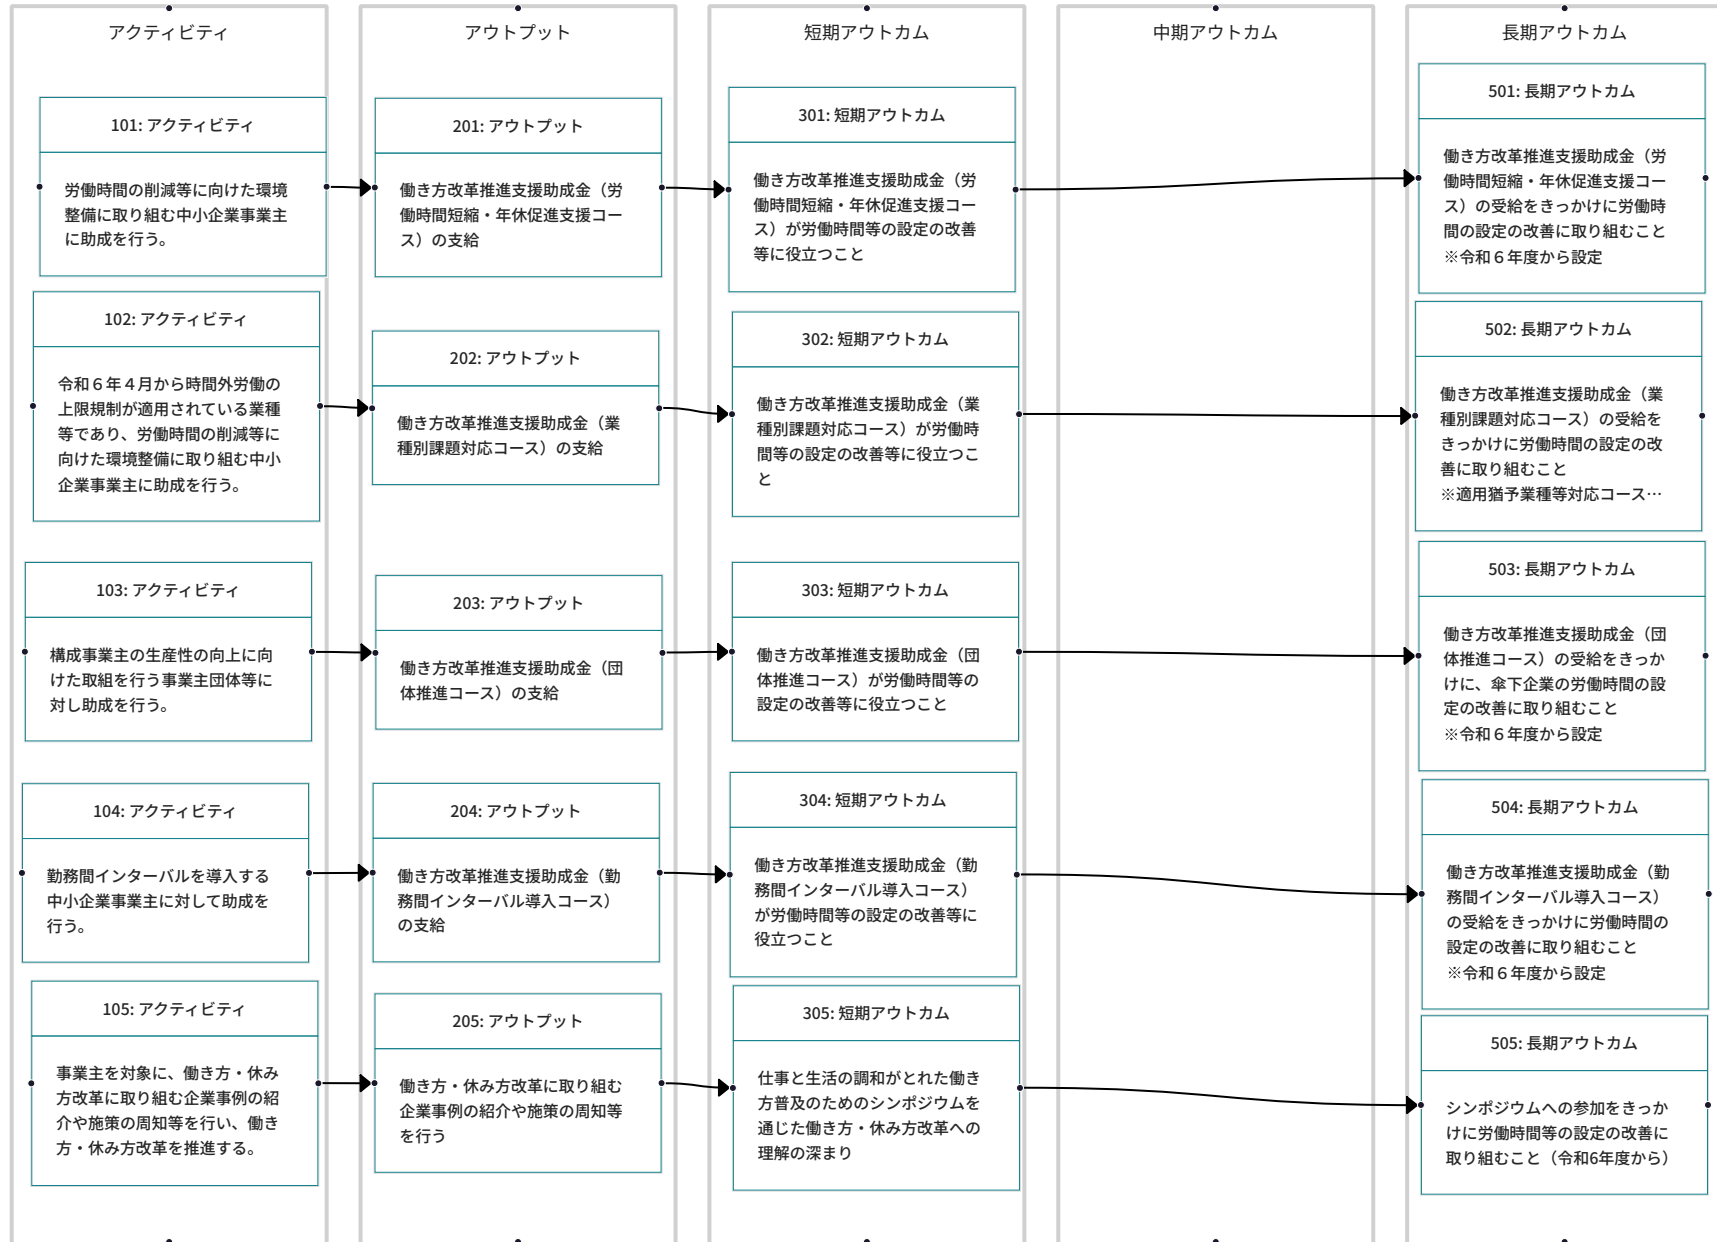 アクティビティ
アウトプット
短期アウトカム
中期アウトカム
長期アウトカム
101: アクティビティ
労働時間の削減等に向けた環境
整備に取り組む中小企業事業主
に助成を行う。
201: アウトプット
働き方改革推進支援助成金（労
働時間短縮・年休促進支援コー
ス）の支給
301: 短期アウトカム
働き方改革推進支援助成金（労
働時間短縮・年休促進支援コー
ス）が労働時間等の設定の改善
等に役立つこと
501: 長期アウトカム
働き方改革推進支援助成金（労
働時間短縮・年休促進支援コー
ス）の受給をきっかけに労働時
間の設定の改善に取り組むこと
※令和６年度から設定
102: アクティビティ
令和６年４月から時間外労働の
上限規制が適用されている業種
等であり、労働時間の削減等に
向けた環境整備に取り組む中小
企業事業主に助成を行う。
202: アウトプット
働き方改革推進支援助成金（業
種別課題対応コース）の支給
302: 短期アウトカム
働き方改革推進支援助成金（業
種別課題対応コース）が労働時
間等の設定の改善等に役立つこ
と
502: 長期アウトカム
働き方改革推進支援助成金（業
種別課題対応コース）の受給を
きっかけに労働時間の設定の改
善に取り組むこと
※適用猶予業種等対応コース…
103: アクティビティ
構成事業主の生産性の向上に向
けた取組を行う事業主団体等に
対し助成を行う。
203: アウトプット
働き方改革推進支援助成金（団
体推進コース）の支給
303: 短期アウトカム
働き方改革推進支援助成金（団
体推進コース）が労働時間等の
設定の改善等に役立つこと
503: 長期アウトカム
働き方改革推進支援助成金（団
体推進コース）の受給をきっか
けに、傘下企業の労働時間の設
定の改善に取り組むこと
※令和６年度から設定
104: アクティビティ
勤務間インターバルを導入する
中小企業事業主に対して助成を
行う。
204: アウトプット
働き方改革推進支援助成金（勤
務間インターバル導入コース）
の支給
304: 短期アウトカム
働き方改革推進支援助成金（勤
務間インターバル導入コース）
が労働時間等の設定の改善等に
役立つこと
504: 長期アウトカム
働き方改革推進支援助成金（勤
務間インターバル導入コース）
の受給をきっかけに労働時間の
設定の改善に取り組むこと
※令和６年度から設定
105: アクティビティ
事業主を対象に、働き方・休み
方改革に取り組む企業事例の紹
介や施策の周知等を行い、働き
方・休み方改革を推進する。
205: アウトプット
働き方・休み方改革に取り組む
企業事例の紹介や施策の周知等
を行う
305: 短期アウトカム
仕事と生活の調和がとれた働き
方普及のためのシンポジウムを
通じた働き方・休み方改革への
理解の深まり
505: 長期アウトカム
シンポジウムへの参加をきっか
けに労働時間等の設定の改善に
取り組むこと（令和6年度から）